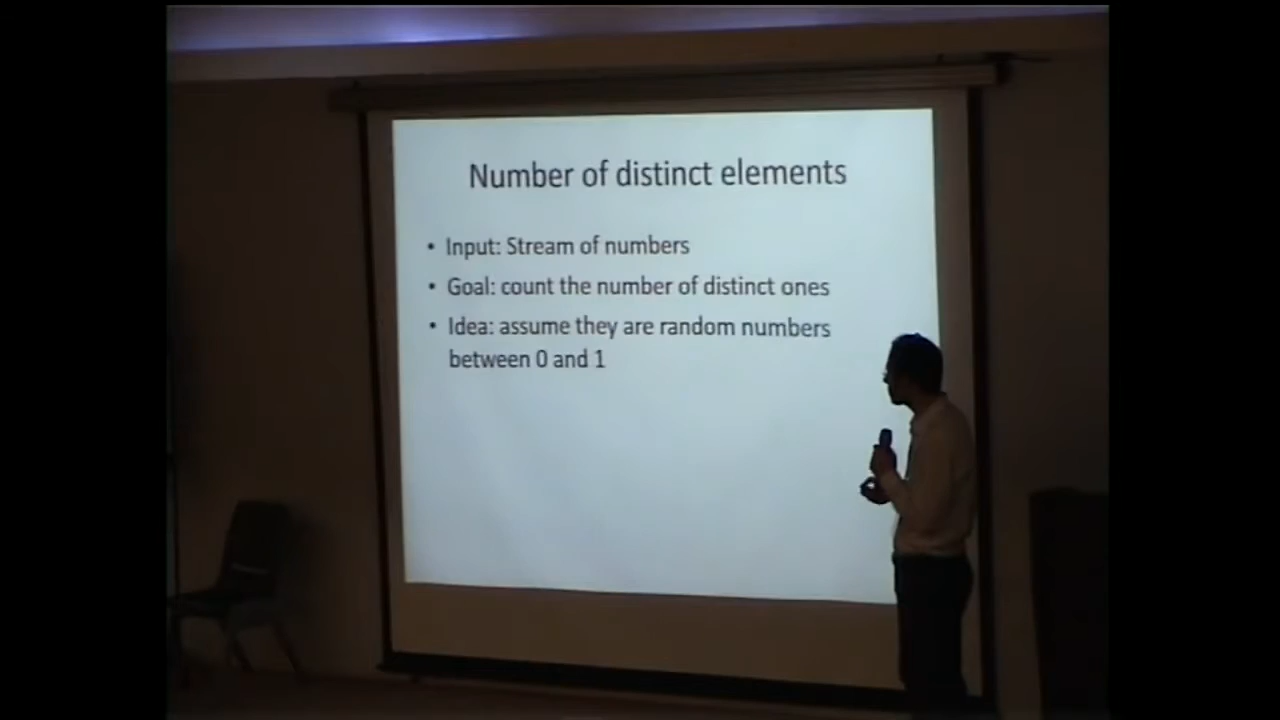 Number of distinct elements
• Input: Stream of numbers
• Goal: count the number of distinct ones
• Idea: assume they are random numbers
between 0 and 1